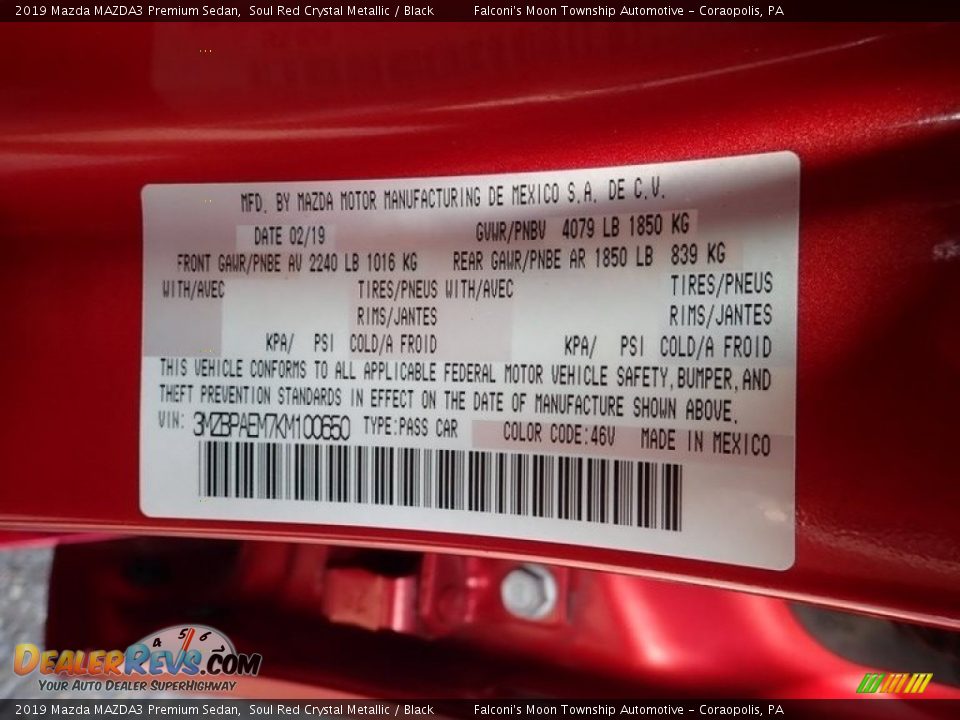 2019 Mazda MAZDA3 Premium Sedan, Soul Red Crystal Metallic / Black Falconi's Moon Township Automotive - Coraopolis, PA
MFD. BY MAZDA MOTOR MANUFACTURING DE MEXICO S.A. DE C.V.
DATE 02/19 GVWR/PNBV 4079 LB 1850 KG
FRONT GAWR/PNBE AV 2240 LB 1016 KG REAR GAWR/PNBE AR 1850 LB 839 KG
WITH/AVEC TIRES/PNEUS WITH/AVEC TIRES/PNEUS
RIMS/JANTES RIMS/JANTES
KPA/ PSI COLD/A FROID KPA/ PSI COLD/A FROID
THIS VEHICLE CONFORMS TO ALL APPLICABLE FEDERAL MOTOR VEHICLE SAFETY, BUMPER, AND
THEFT PREVENTION STANDARDS IN EFFECT ON THE DATE OF MANUFACTURE SHOWN ABOVE.
VIN: 3MZBPAEM7KM100650 TYPE:PASS CAR COLOR CODE:46V MADE IN MEXICO
4 5 6
DEALERREVS.COM
YOUR AUTO DEALER SUPERHIGHWAY
2019 Mazda MAZDA3 Premium Sedan, Soul Red Crystal Metallic / Black Falconi's Moon Township Automotive - Coraopolis, PA